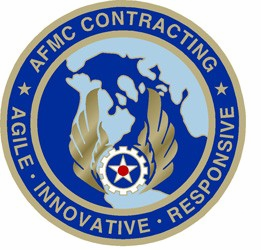 AFMC CONTRACTING
AGILE · INNOVATIVE · RESPONSIVE